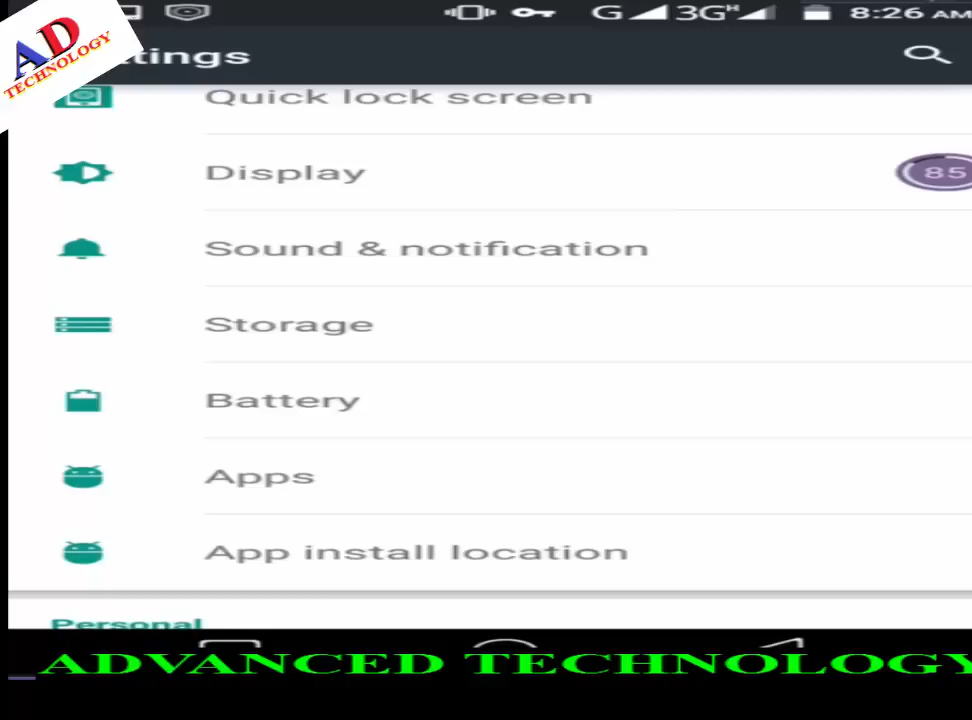 G 3G H 8:26 AM
AD
TECHNOLOGY
tings
Quick lock screen
Display
85
Sound & notification
Storage
Battery
Apps
App install location
Personal
_ADVANCED TECHNOLOGY